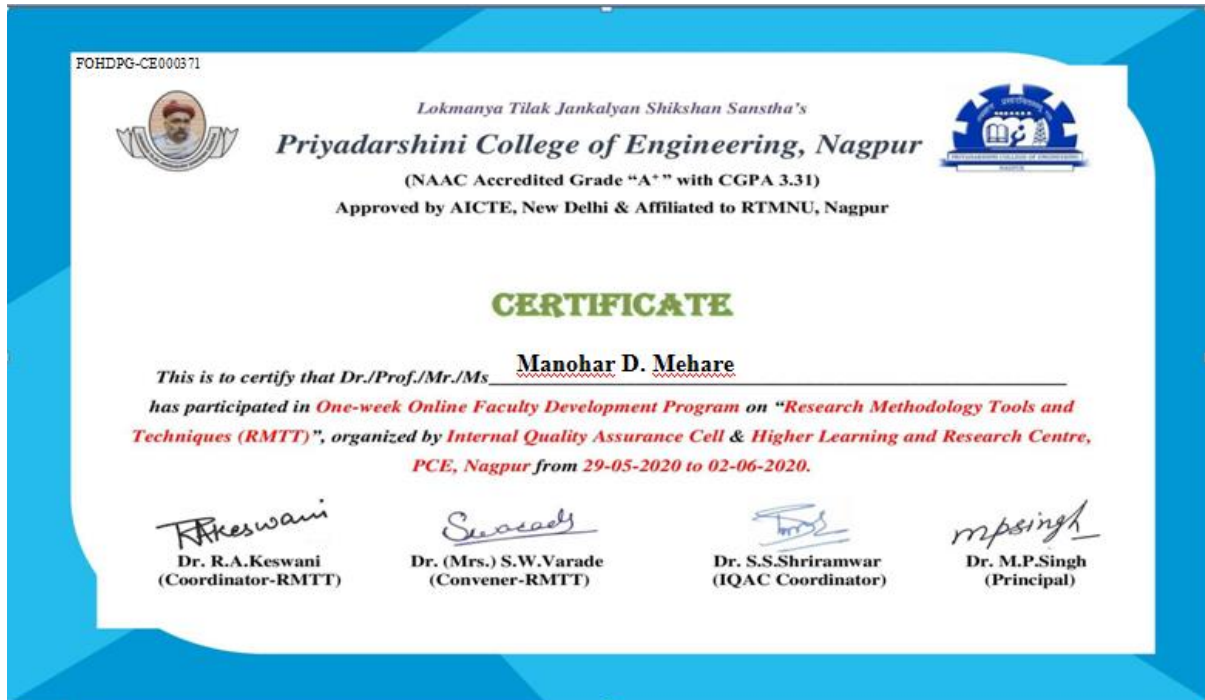 FOHDPG-CE000371
Lokmanya Tilak Jankalyan Shikshan Sanstha's
Priyadarshini College of Engineering, Nagpur
(NAAC Accredited Grade “A+” with CGPA 3.31)
Approved by AICTE, New Delhi & Affiliated to RTMNU, Nagpur
PRIYADARSHINI COLLEGE OF ENGINEERING
NAGPUR
CERTIFICATE
This is to certify that Dr./Prof./Mr./Ms Manohar D. Mehare
has participated in One-week Online Faculty Development Program on “Research Methodology Tools and
Techniques (RMTT)”, organized by Internal Quality Assurance Cell & Higher Learning and Research Centre,
PCE, Nagpur from 29-05-2020 to 02-06-2020.
RAKeswani
mpsingh
Dr. R.A.Keswani Dr. (Mrs.) S.W.Varade Dr. S.S.Shriramwar Dr. M.P.Singh
(Coordinator-RMTT) (Convener-RMTT) (IQAC Coordinator) (Principal)